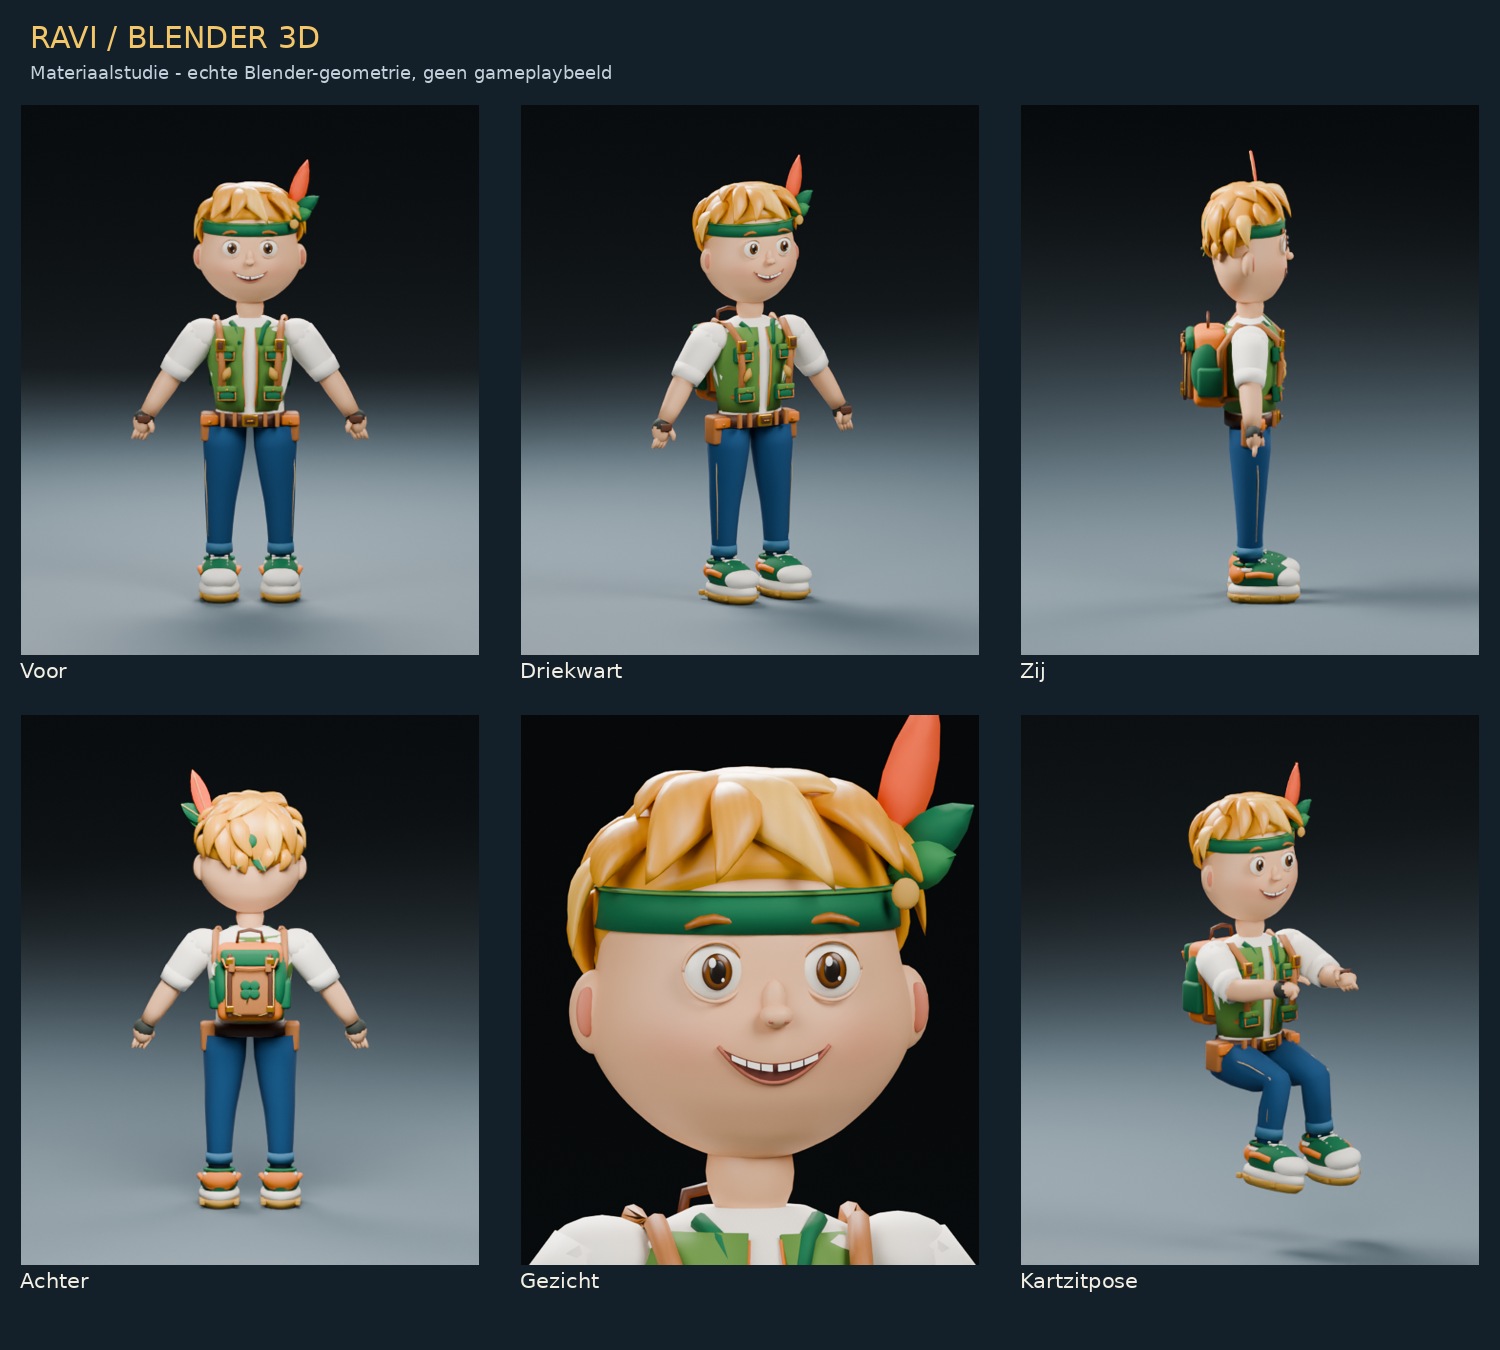 RAVI / BLENDER 3D
Materiaalstudie - echte Blender-geometrie, geen gameplaybeeld
Voor
Driekwart
Zij
Achter
Gezicht
Kartzitpose